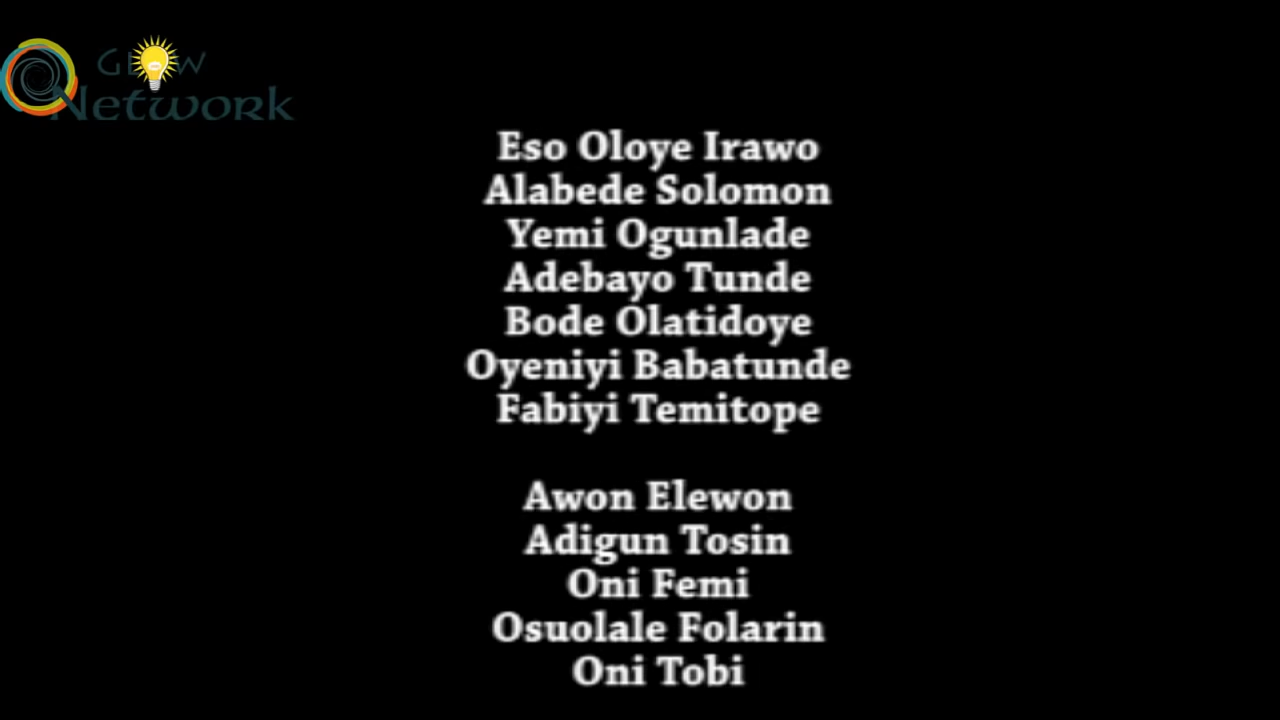 GLOW
Network
Eso Oloye Irawo
Alabede Solomon
Yemi Ogunlade
Adebayo Tunde
Bode Olatidoye
Oyeniyi Babatunde
Fabiyi Temitope
Awon Elewon
Adigun Tosin
Oni Femi
Osuolale Folarin
Oni Tobi